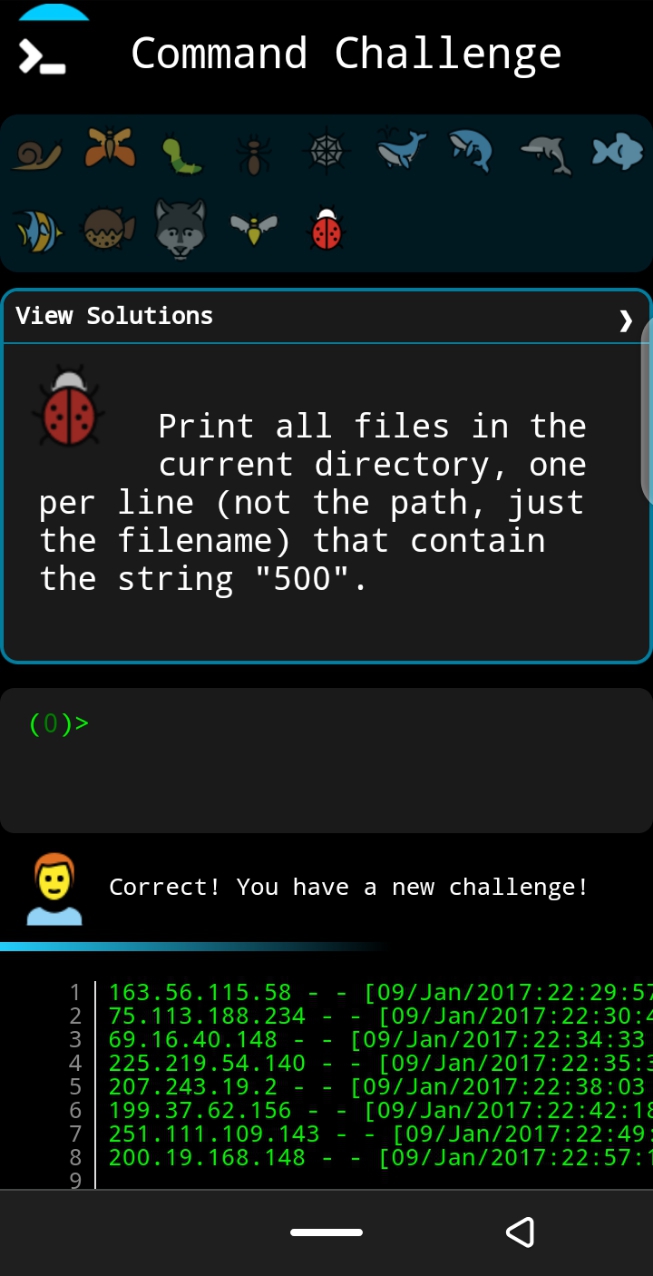 Command Challenge
View Solutions
Print all files in the
current directory, one
per line (not the path, just
the filename) that contain
the string "500".
(0)>
Correct! You have a new challenge!
1 163.56.115.58 - - [09/Jan/2017:22:29:57
2 75.113.188.234 - - [09/Jan/2017:22:30:4
3 69.16.40.148 - - [09/Jan/2017:22:34:33
4 225.219.54.140 - - [09/Jan/2017:22:35:3
5 207.243.19.2 - - [09/Jan/2017:22:38:03
6 199.37.62.156 - - [09/Jan/2017:22:42:18
7 251.111.109.143 - - [09/Jan/2017:22:49:
8 200.19.168.148 - - [09/Jan/2017:22:57:1
9